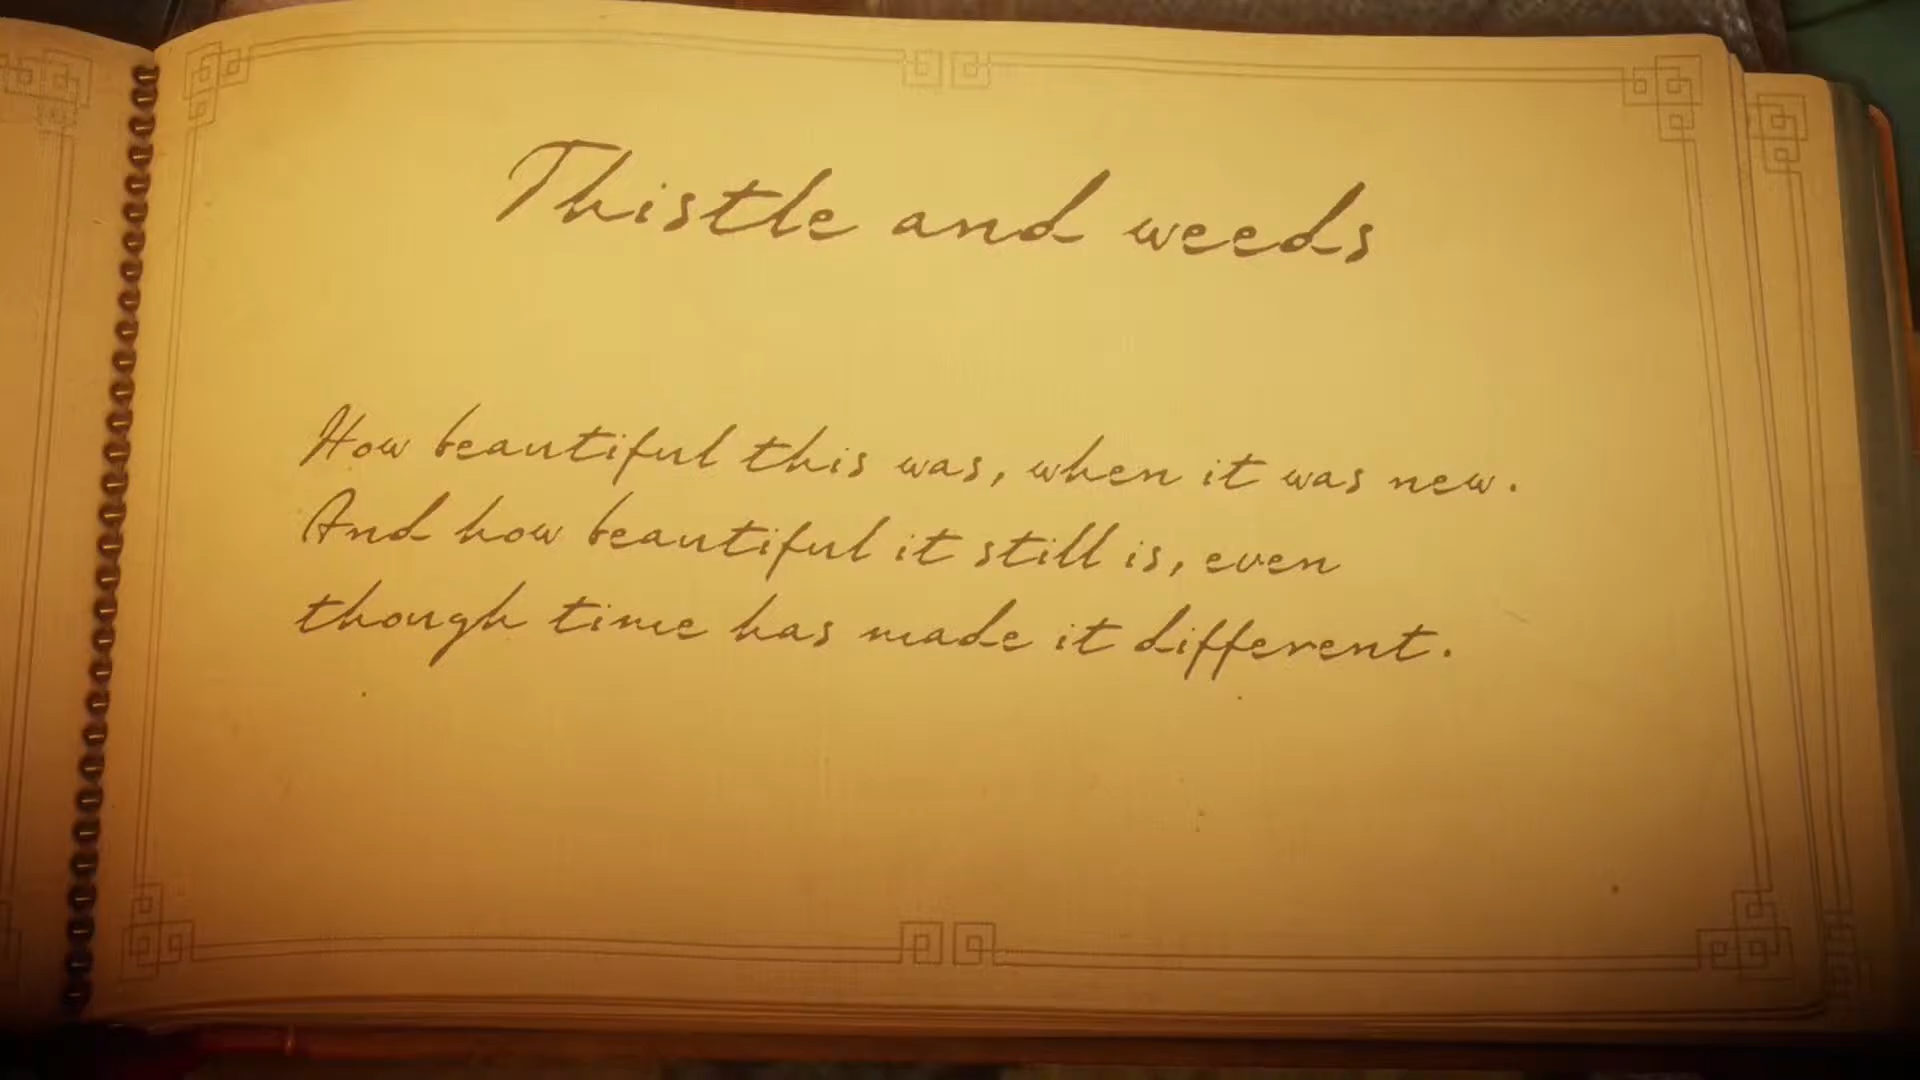 Thistle and weeds
How beautiful this was, when it was new.
And how beautiful it still is, even
though time has made it different.